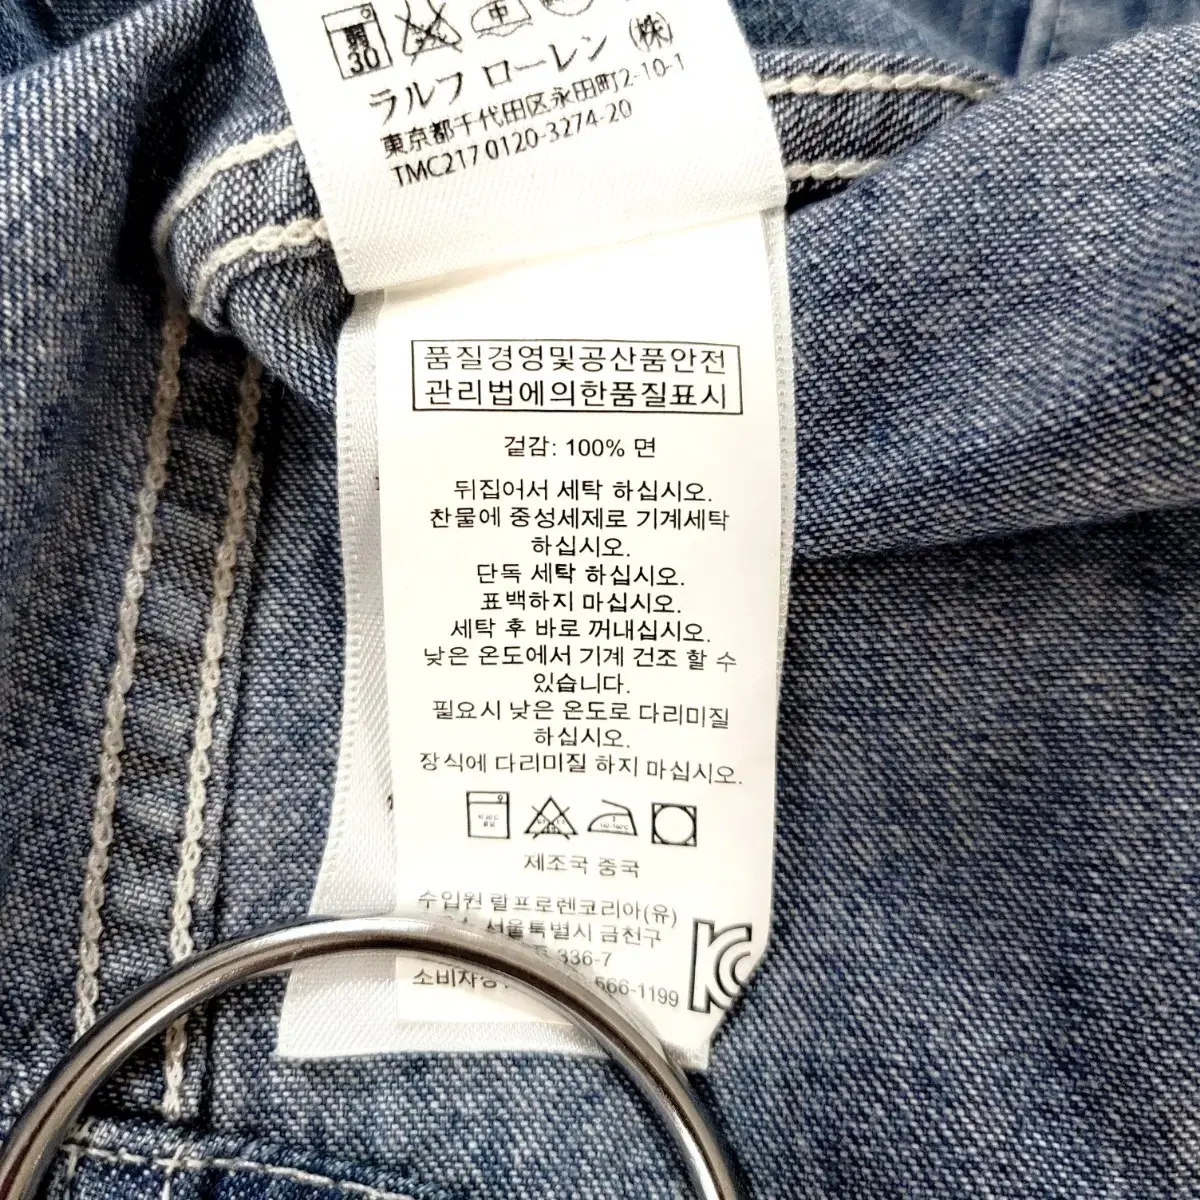 弱
30
中
ラルフ ローレン (株)
東京都千代田区永田町2-10-1
TMC217 0120-3274-20
품질경영및공산품안전
관리법에의한품질표시
겉감: 100% 면
뒤집어서 세탁 하십시오.
찬물에 중성세제로 기계세탁
하십시오.
단독 세탁 하십시오.
표백하지 마십시오.
세탁 후 바로 꺼내십시오.
낮은 온도에서 기계 건조 할 수
있습니다.
필요시 낮은 온도로 다리미질
하십시오.
장식에 다리미질 하지 마십시오.
제조국 중국
수입원 랄프로렌코리아(유)
서울특별시 금천구
336-7
566-1199